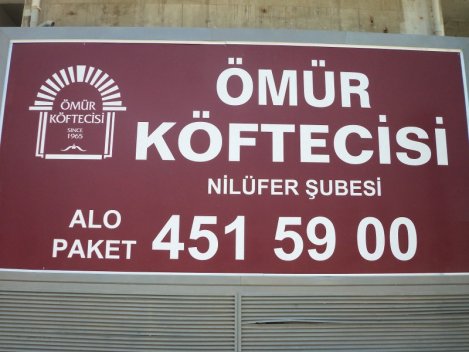 ÖMÜR
KÖFTECİSİ
SINCE
1965
ÖMÜR
KÖFTECİSİ
NİLÜFER ŞUBESİ
ALO
PAKET 451 59 00